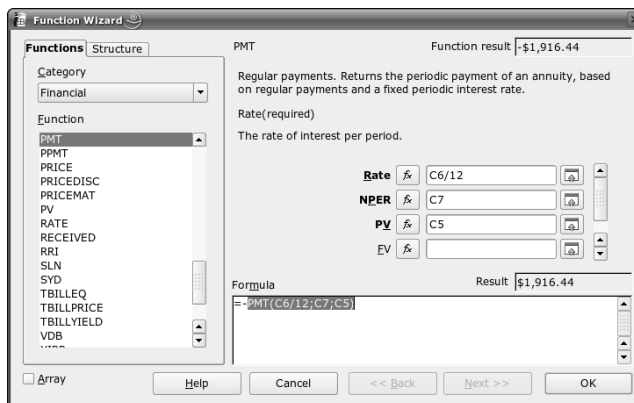 Function Wizard
Functions Structure
PMT
Function result -$1,916.44
Category
Financial
Function
PMT
PPMT
PRICE
PRICEDISC
PRICEMAT
PV
RATE
RECEIVED
RRI
SLN
SYD
TBILLEQ
TBILLPRICE
TBILLYIELD
VDB
Regular payments. Returns the periodic payment of an annuity, based
on regular payments and a fixed periodic interest rate.
Rate(required)
The rate of interest per period.
Rate fx C6/12
NPER fx C7
PV fx C5
FV fx
Formula
Result $1,916.44
=-PMT(C6/12;C7;C5)
Array
Help
Cancel
<< Back
Next >>
OK